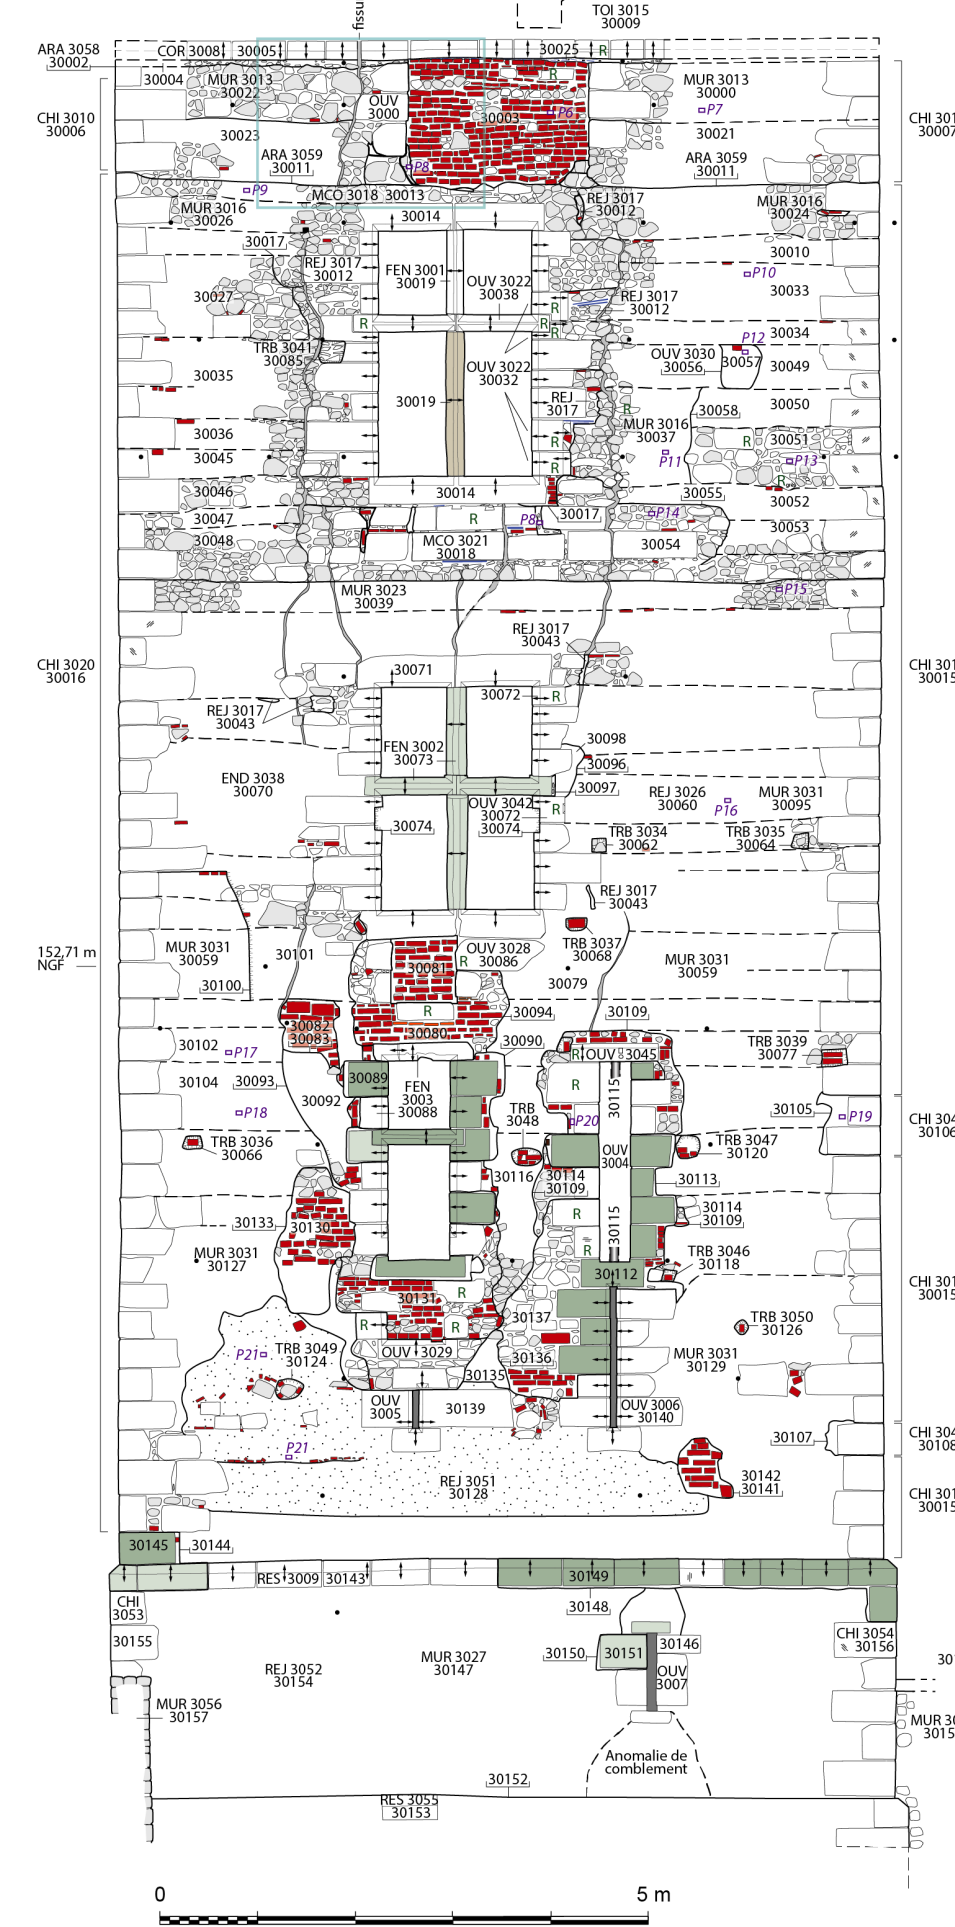 TOI 3015
30009
ARA 3058
30002
COR 3008
30005
30025
R
30004
MUR 3013
30022
R
MUR 3013
30000
P7
CHI 3010
30006
OUV
3000
30003
P6
30007
30023
30021
ARA 3059
30011
P8
ARA 3059
30011
P9
MCO 3018
30013
REJ 3017
30012
MUR 3016
30026
30014
MUR 3016
30024
30017
30010
REJ 3017
30012
FEN 3001
30019
OUV 3022
30038
P10
30033
30027
REJ 3017
30012
R
R
R
R
30034
TRB 3041
30085
P12
OUV 3030
30056
30057
30049
30035
OUV 3022
30032
30019
REJ
3017
R
30058
30050
30036
MUR 3016
30037
R
R
30051
30045
P11
P13
R
R
30046
30014
30055
30052
30047
R
P8
30017
P14
30053
30048
MCO 3021
30018
30054
MUR 3023
30039
P15
REJ 3017
30043
CHI 3020
30016
30071
30072
R
30015
REJ 3017
30043
FEN 3002
30073
30098
30096
END 3038
30070
30097
REJ 3026
30060
MUR 3031
30095
P16
30074
OUV 3042
30072
30074
R
TRB 3034
30062
TRB 3035
30064
REJ 3017
30043
152,71 m
NGF
MUR 3031
30059
30101
30081
R
OUV 3028
30086
TRB 3037
30068
MUR 3031
30059
30079
30100
R
30094
30109
30082
30083
30080
30090
30102
P17
R
OUV 3045
TRB 3039
30077
30104
30093
30089
FEN
3003
30088
R
30115
30092
P18
TRB
3048
P20
30105
P19
30106
TRB 3036
30066
OUV
3004
TRB 3047
30120
30116
30114
30109
30113
30133
30130
R
30115
30114
30109
MUR 3031
30127
R
TRB 3046
30118
30112
30131
R
30137
30015
R
R
TRB 3050
30126
P21
TRB 3049
30124
OUV 3029
30136
MUR 3031
30129
30135
OUV
3005
30139
OUV 3006
30140
30107
30108
P21
REJ 3051
30128
30142
30141
30015
30145
30144
RES 3009
30143
30149
CHI
3053
30148
30155
30150
30151
30146
CHI 3054
30156
REJ 3052
30154
MUR 3027
30147
OUV
3007
MUR 3056
30157
Anomalie de
comblement
30152
RES 3055
30153
0
5 m